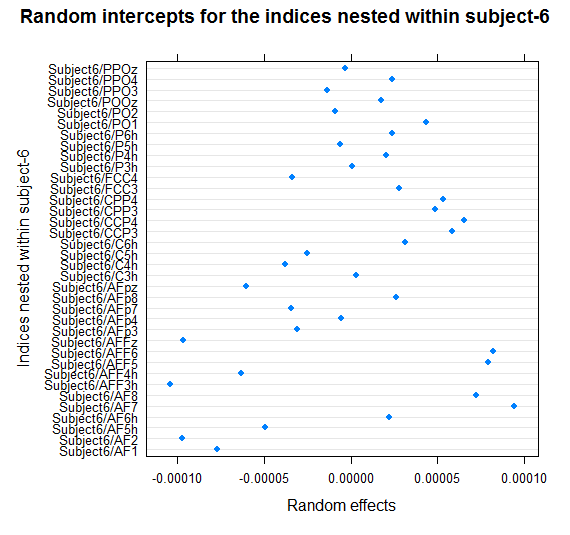 Random intercepts for the indices nested within subject-6
Indices nested within subject-6
Subject6/PPOz
Subject6/PPO4
Subject6/PPO3
Subject6/POOz
Subject6/PO2
Subject6/PO1
Subject6/P6h
Subject6/P5h
Subject6/P4h
Subject6/P3h
Subject6/FCC4
Subject6/FCC3
Subject6/CPP4
Subject6/CPP3
Subject6/CCP4
Subject6/CCP3
Subject6/C6h
Subject6/C5h
Subject6/C4h
Subject6/C3h
Subject6/AFpz
Subject6/AFp8
Subject6/AFp7
Subject6/AFp4
Subject6/AFp3
Subject6/AFFz
Subject6/AFF6
Subject6/AFF5
Subject6/AFF4h
Subject6/AFF3h
Subject6/AF8
Subject6/AF7
Subject6/AF6h
Subject6/AF5h
Subject6/AF2
Subject6/AF1
-0.00010 -0.00005 0.00000 0.00005 0.00010
Random effects